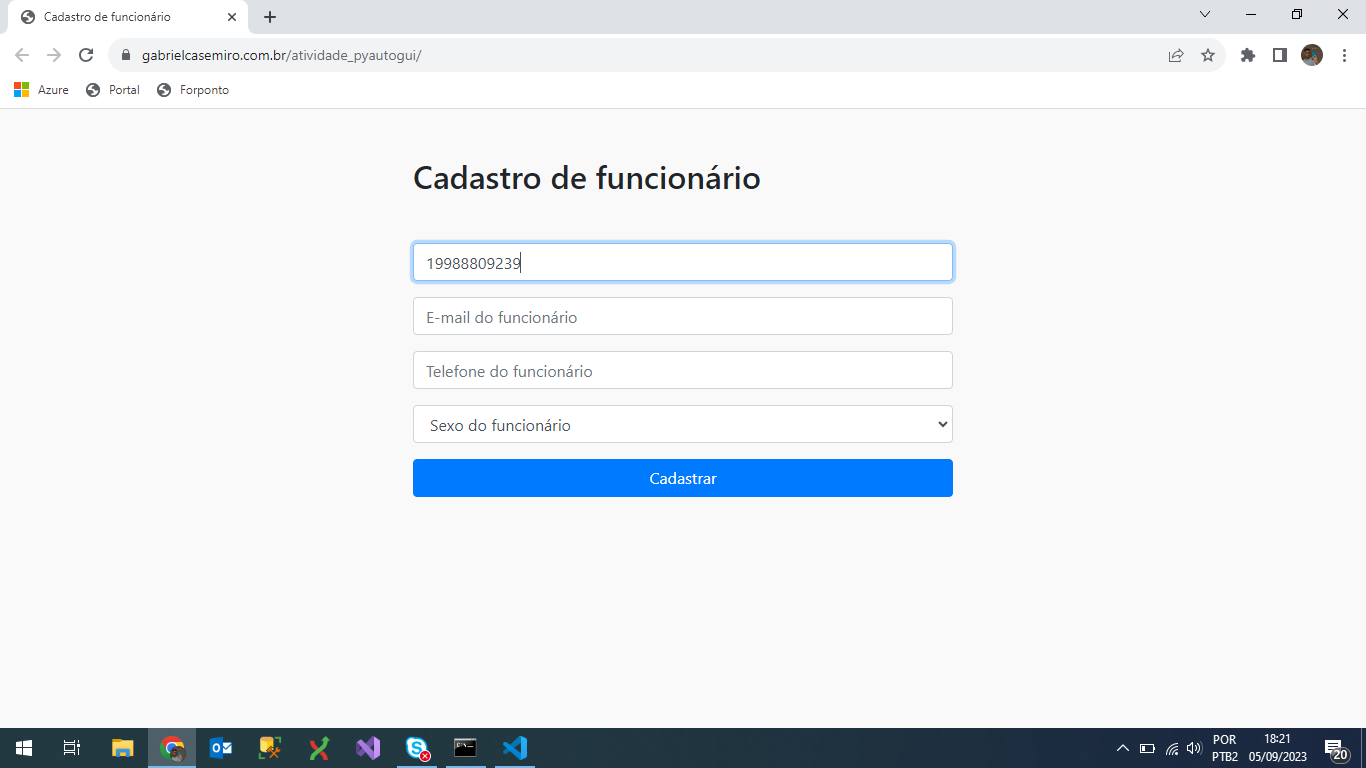 Cadastro de funcionário
gabrielcasemiro.com.br/atividade_pyautogui/
Azure Portal Forponto
Cadastro de funcionário
19988809239
E-mail do funcionário
Telefone do funcionário
Sexo do funcionário
Cadastrar
POR 18:21
PTB2 05/09/2023 20